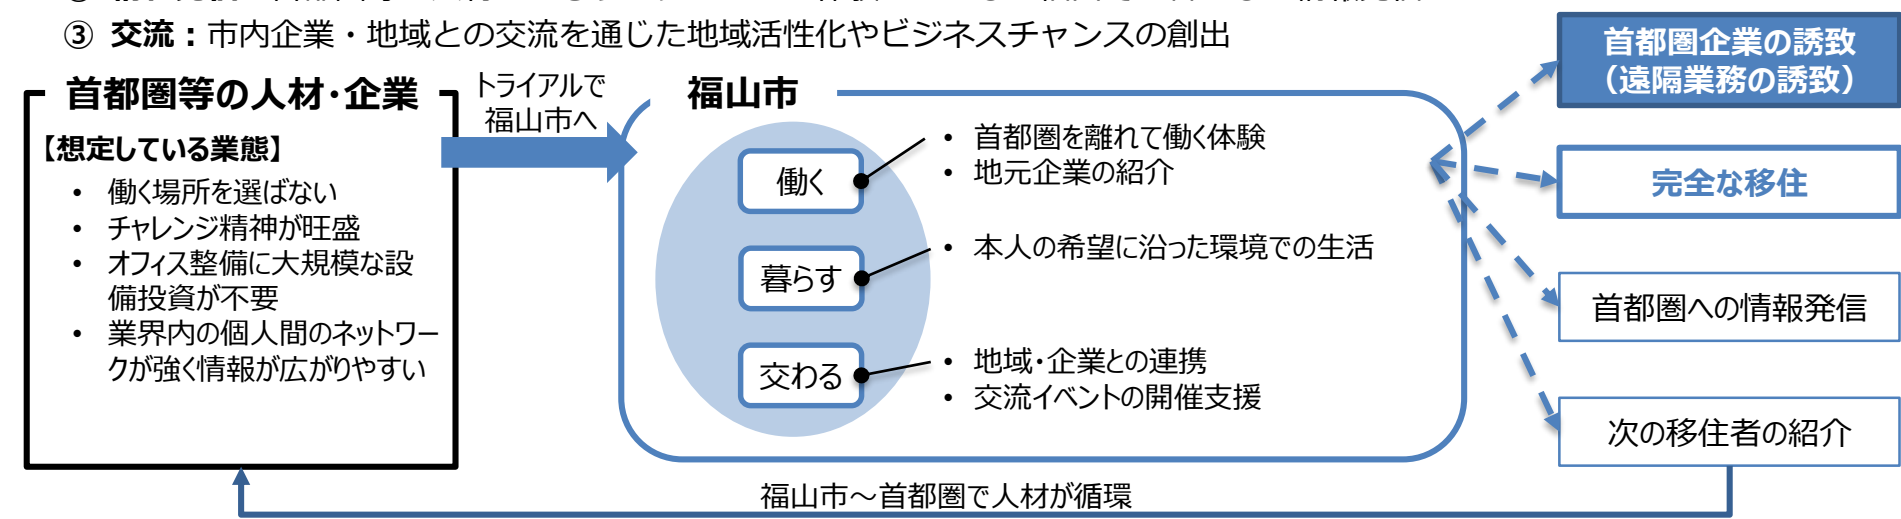 ③ 交流：市内企業・地域との交流を通じた地域活性化やビジネスチャンスの創出
首都圏等の人材･企業
【想定している業態】
• 働く場所を選ばない
• チャレンジ精神が旺盛
• オフィス整備に大規模な設
備投資が不要
• 業界内の個人間のネットワー
クが強く情報が広がりやすい
トライアルで
福山市へ
福山市
働く
• 首都圏を離れて働く体験
• 地元企業の紹介
暮らす
• 本人の希望に沿った環境での生活
交わる
• 地域･企業との連携
• 交流イベントの開催支援
首都圏企業の誘致
（遠隔業務の誘致）
完全な移住
首都圏への情報発信
次の移住者の紹介
福山市～首都圏で人材が循環